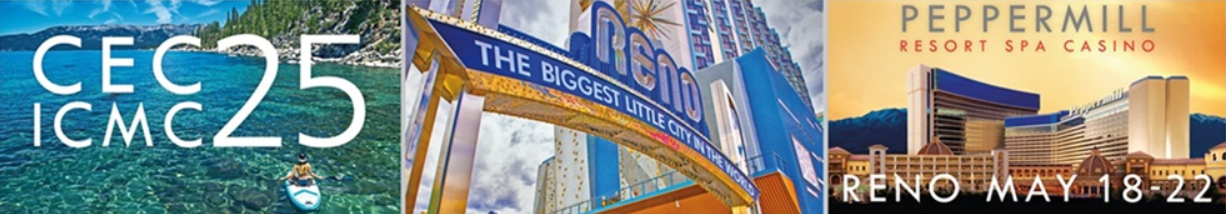 CEC
ICMC
25
Reno
THE BIGGEST LITTLE CITY IN THE WORLD
PEPPERMILL
RESORT SPA CASINO
Peppermill
RENO MAY 18-22